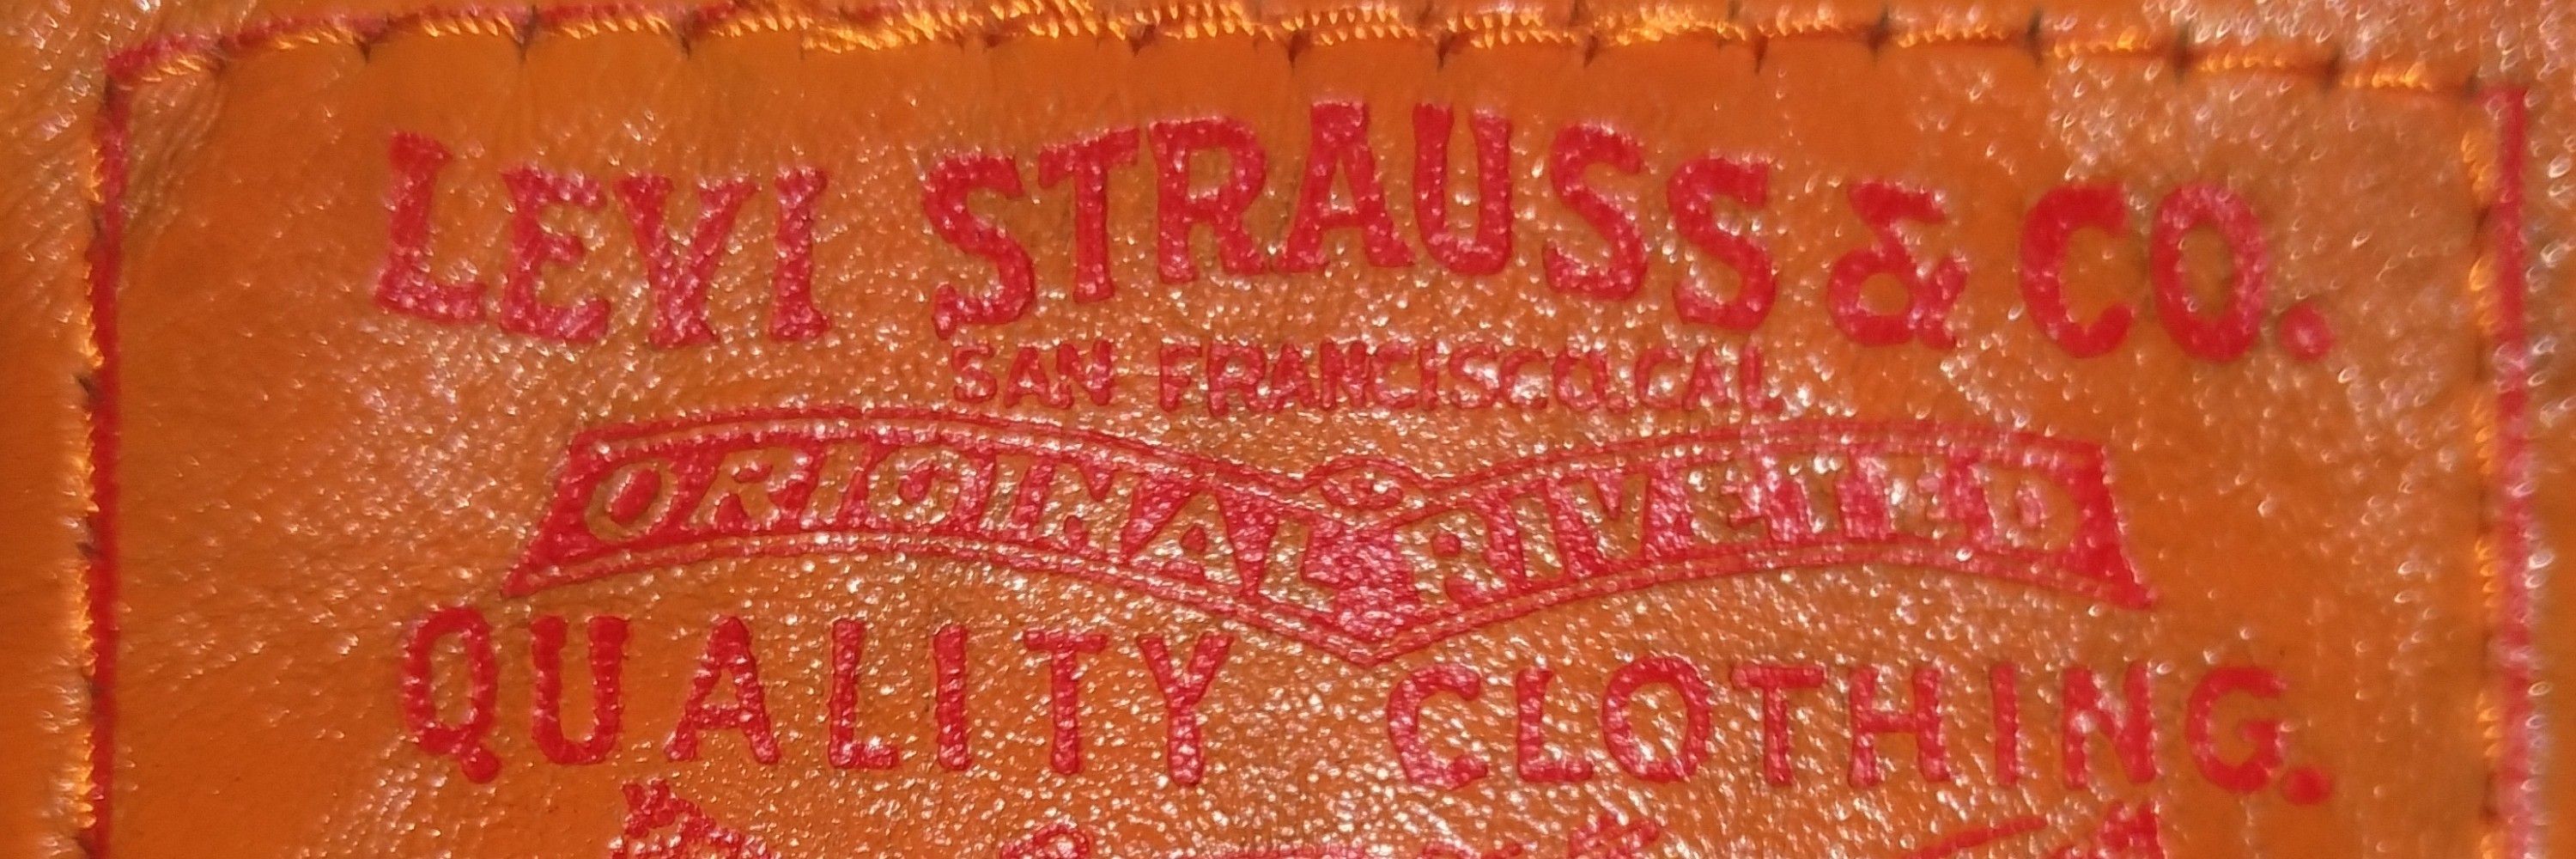 LEVI STRAUSS & CO.
SAN FRANCISCO, CAL
ORIGINAL RIVETED
QUALITY CLOTHING.